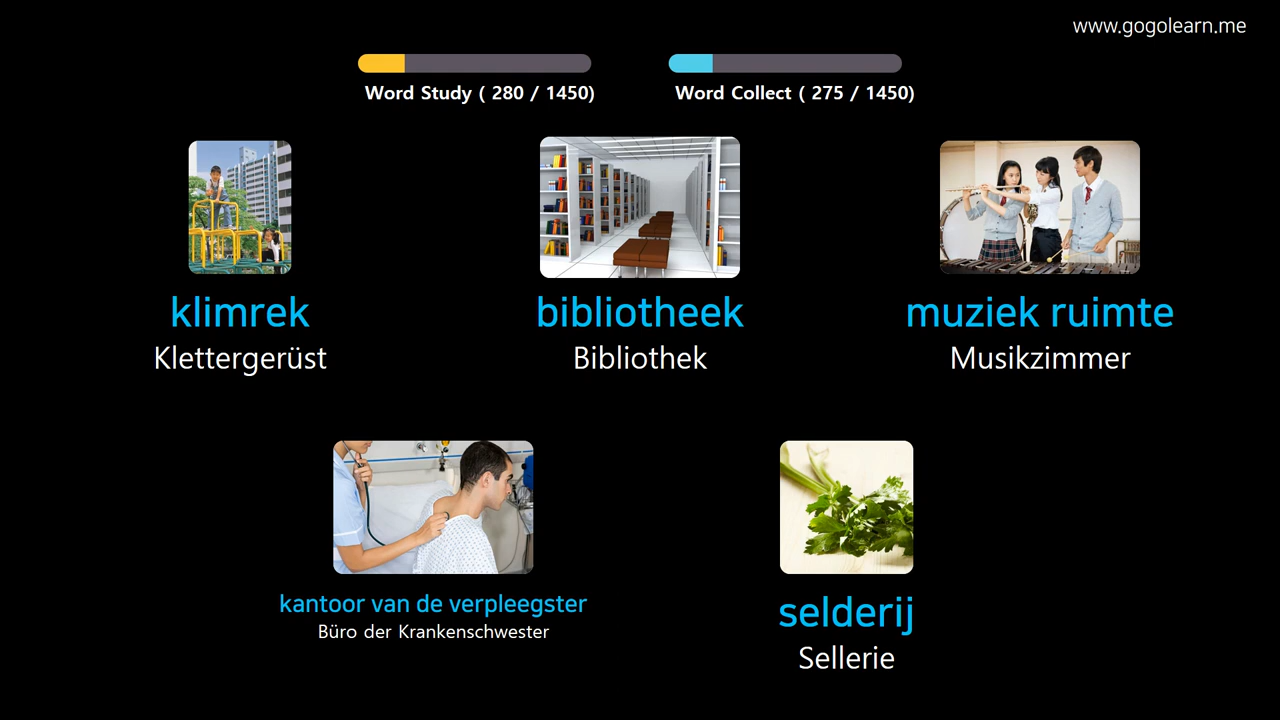 www.gogolearn.me
Word Study ( 280 / 1450)
Word Collect ( 275 / 1450)
klimrek
Klettergerüst
bibliotheek
Bibliothek
muziek ruimte
Musikzimmer
kantoor van de verpleegster
Büro der Krankenschwester
selderij
Sellerie